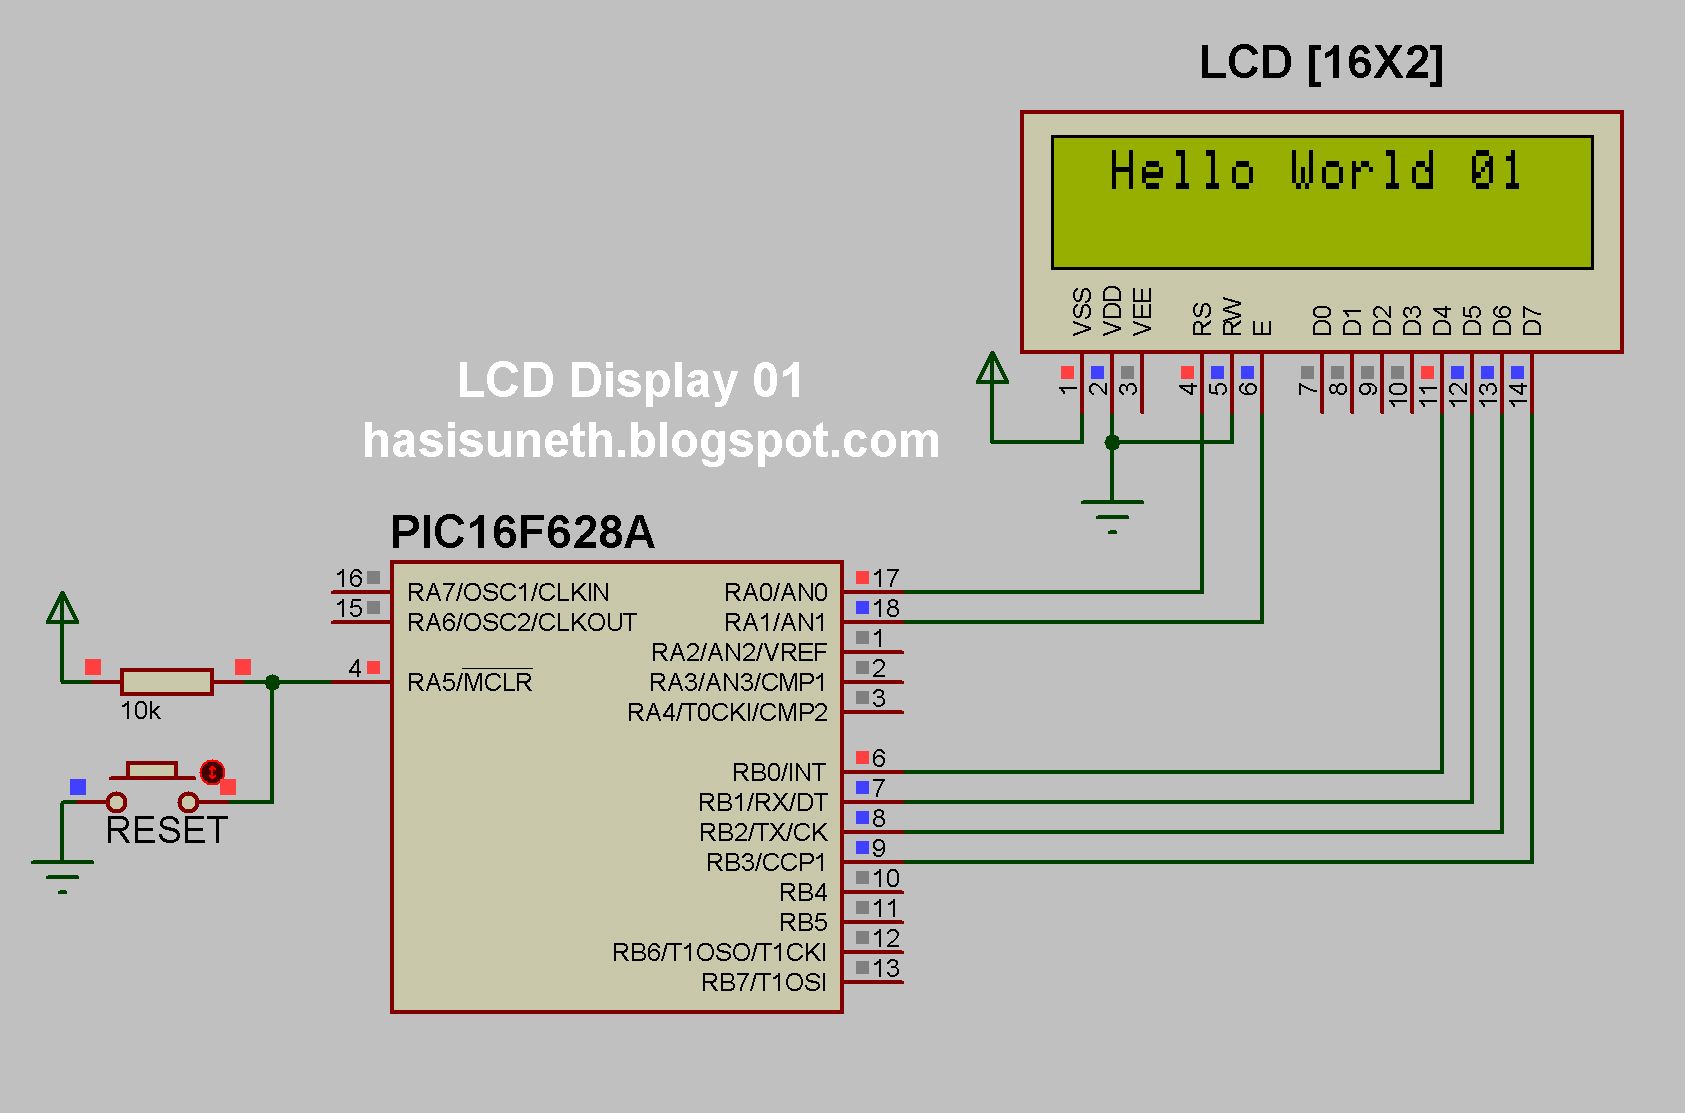 LCD [16X2]
Hello World 01
VSS VDD VEE RS RW E D0 D1 D2 D3 D4 D5 D6 D7
1 2 3 4 5 6 7 8 9 10 11 12 13 14
LCD Display 01
hasisuneth.blogspot.com
PIC16F628A
16 RA7/OSC1/CLKIN RA0/AN0 17
15 RA6/OSC2/CLKOUT RA1/AN1 18
RA2/AN2/VREF 1
4 RA5/MCLR RA3/AN3/CMP1 2
RA4/T0CKI/CMP2 3
10k
RB0/INT 6
RB1/RX/DT 7
RESET
RB2/TX/CK 8
RB3/CCP1 9
RB4 10
RB5 11
RB6/T1OSO/T1CKI 12
RB7/T1OSI 13